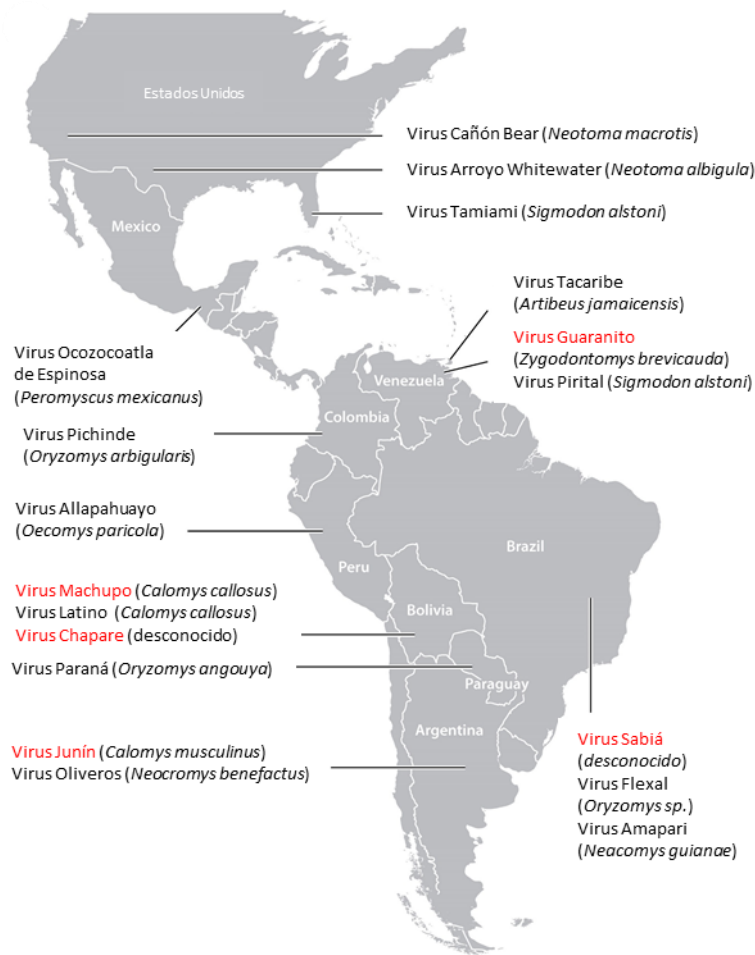 Estados Unidos
Virus Cañón Bear (Neotoma macrotis)
Virus Arroyo Whitewater (Neotoma albigula)
Virus Tamiami (Sigmodon alstoni)
Mexico
Virus Tacaribe
(Artibeus jamaicensis)
Virus Guaranito
(Zygodontomys brevicauda)
Virus Pirital (Sigmodon alstoni)
Virus Ocozocoatla
de Espinosa
(Peromyscus mexicanus)
Venezuela
Colombia
Virus Pichinde
(Oryzomys arbigularis)
Virus Allapahuayo
(Oecomys paricola)
Brazil
Peru
Virus Machupo (Calomys callosus)
Virus Latino (Calomys callosus)
Virus Chapare (desconocido)
Bolivia
Virus Paraná (Oryzomys angouya)
Paraguay
Argentina
Virus Junín (Calomys musculinus)
Virus Oliveros (Neocromys benefactus)
Virus Sabiá
(desconocido)
Virus Flexal
(Oryzomys sp.)
Virus Amapari
(Neacomys guianae)